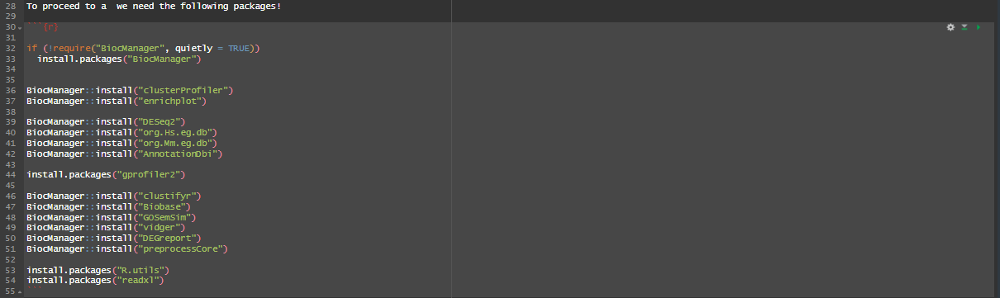 28 To proceed to a  we need the following packages!
29
30 ```{r}
31
32 if (!require("BiocManager", quietly = TRUE))
33   install.packages("BiocManager")
34
35
36 BiocManager::install("clusterProfiler")
37 BiocManager::install("enrichplot")
38
39 BiocManager::install("DESeq2")
40 BiocManager::install("org.Hs.eg.db")
41 BiocManager::install("org.Mm.eg.db")
42 BiocManager::install("AnnotationDbi")
43
44 install.packages("gprofiler2")
45
46 BiocManager::install("clustifyr")
47 BiocManager::install("Biobase")
48 BiocManager::install("GOSemSim")
49 BiocManager::install("vidger")
50 BiocManager::install("DEGreport")
51 BiocManager::install("preprocessCore")
52
53 install.packages("R.utils")
54 install.packages("readxl")
55 ```